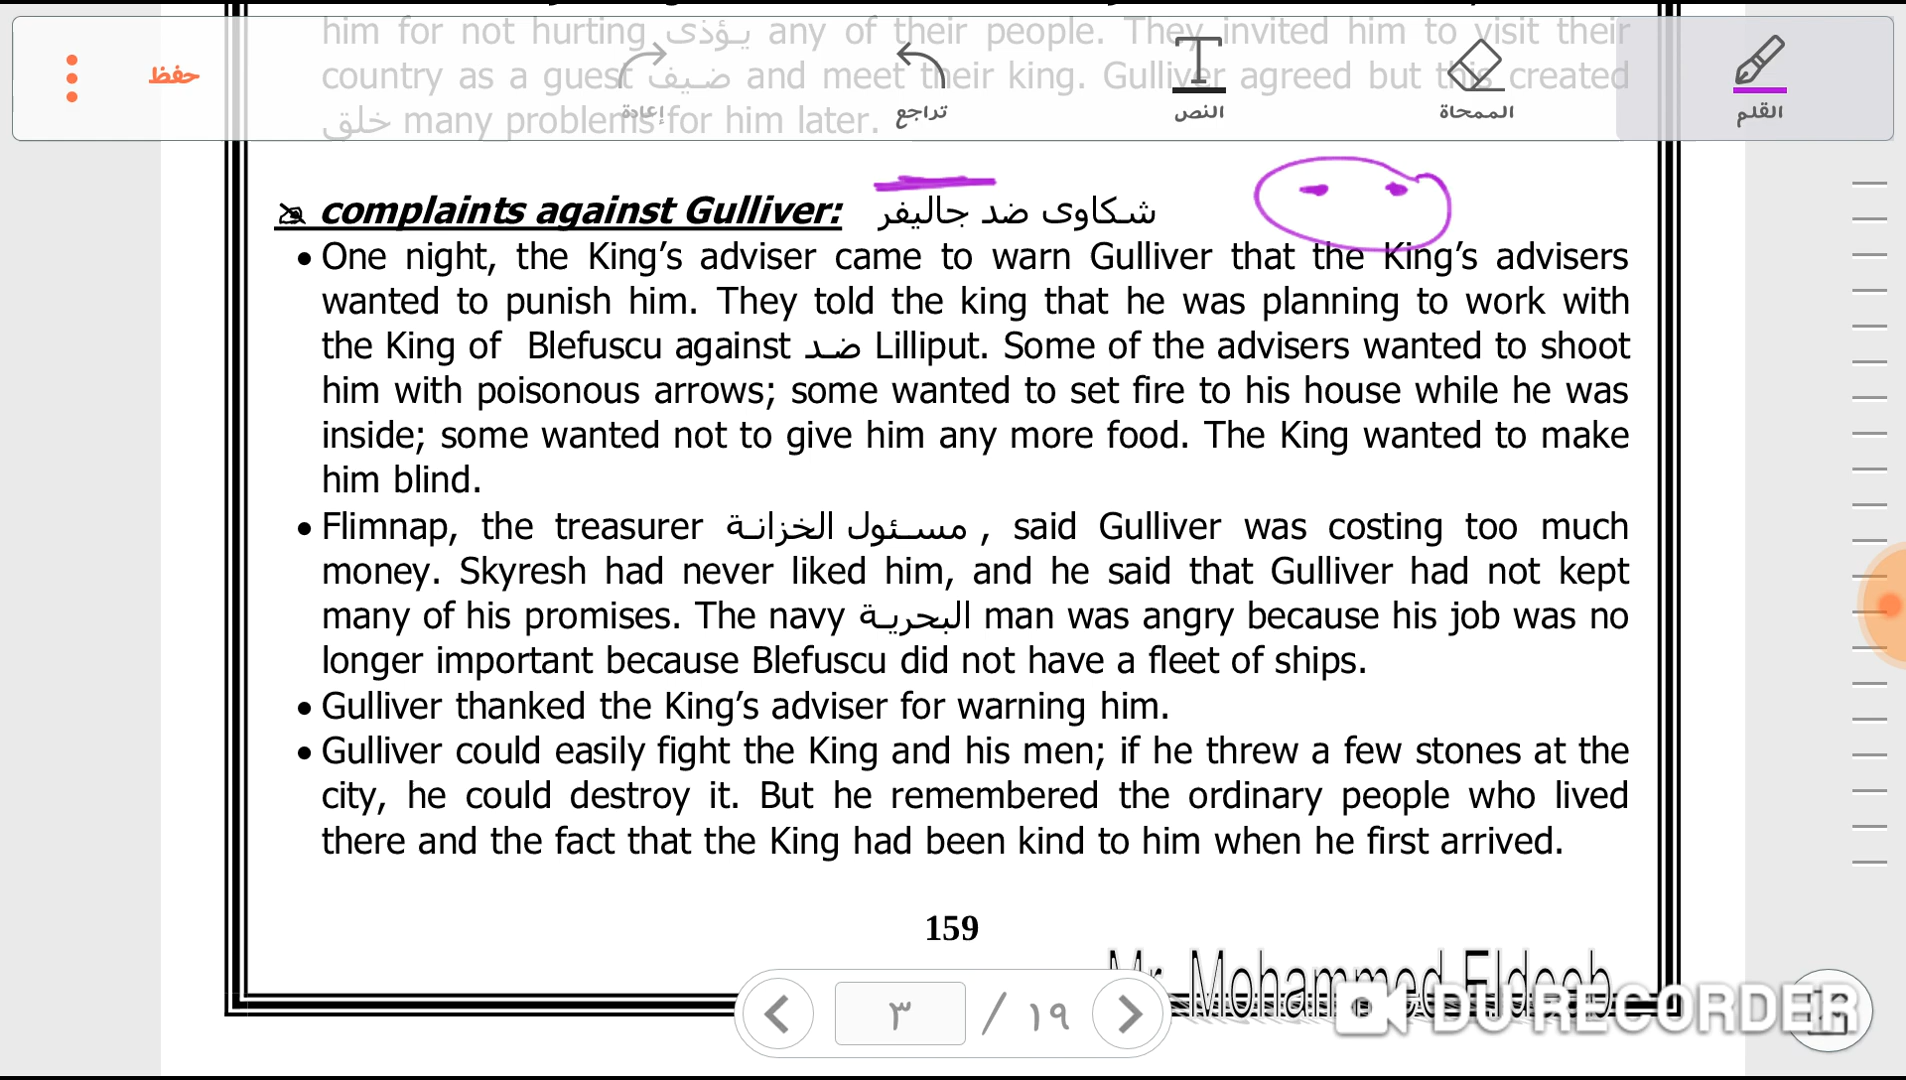 him for not hurting يؤذى any of their people. They invited him to visit their
country as a guest ضيف and meet their king. Gulliver agreed but this created
خلق many problems for him later.
حفظ
إعادة
تراجع
النص
الممحاة
القلم
complaints against Gulliver: شكاوى ضد جاليفر
• One night, the King's adviser came to warn Gulliver that the King's advisers
wanted to punish him. They told the king that he was planning to work with
the King of Blefuscu against ضد Lilliput. Some of the advisers wanted to shoot
him with poisonous arrows; some wanted to set fire to his house while he was
inside; some wanted not to give him any more food. The King wanted to make
him blind.
• Flimnap, the treasurer مسئول الخزانة , said Gulliver was costing too much
money. Skyresh had never liked him, and he said that Gulliver had not kept
many of his promises. The navy البحرية man was angry because his job was no
longer important because Blefuscu did not have a fleet of ships.
• Gulliver thanked the King's adviser for warning him.
• Gulliver could easily fight the King and his men; if he threw a few stones at the
city, he could destroy it. But he remembered the ordinary people who lived
there and the fact that the King had been kind to him when he first arrived.
159
Mr. Mohammed Eldeeb
٣ / ١٩
DU RECORDER